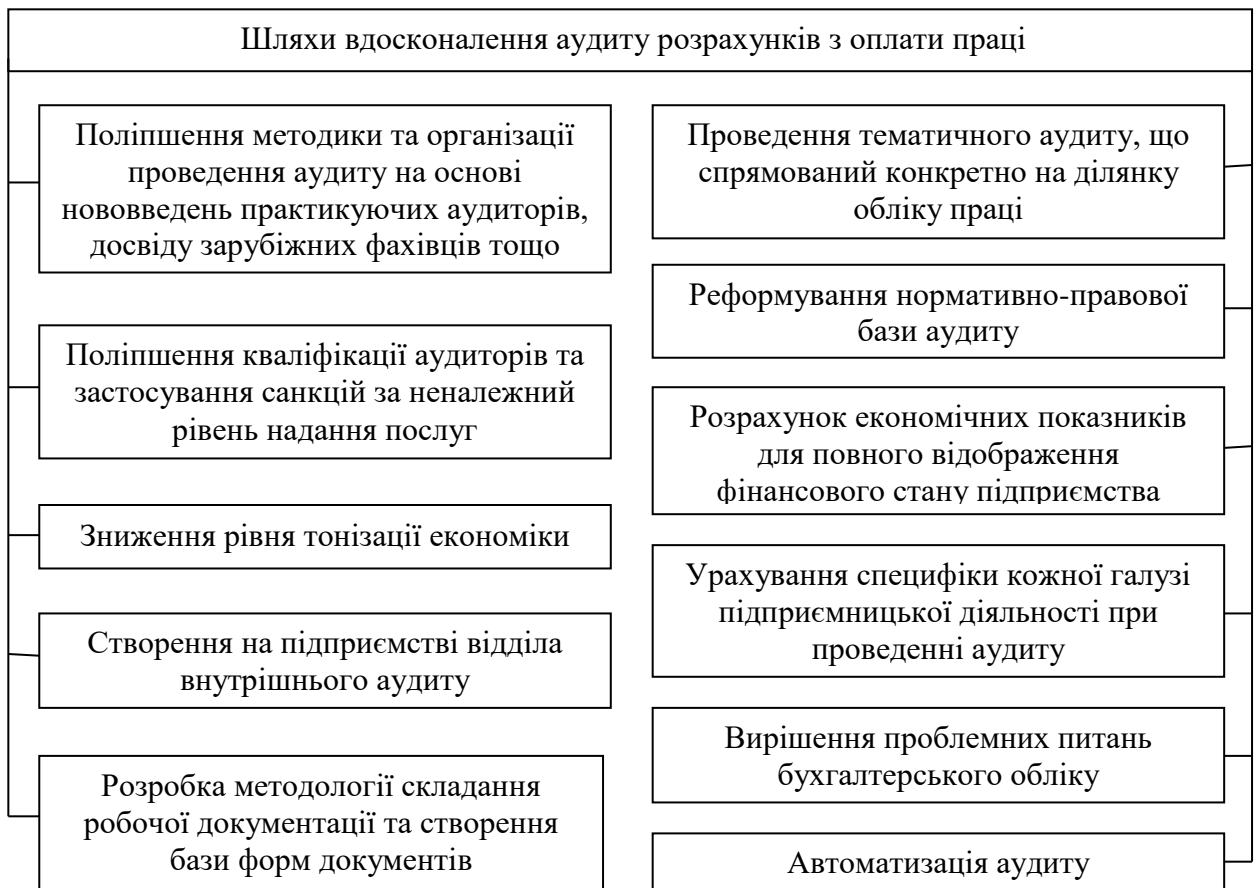 Шляхи вдосконалення аудиту розрахунків з оплати праці
Поліпшення методики та організації
проведення аудиту на основі
нововведень практикуючих аудиторів,
досвіду зарубіжних фахівців тощо
Поліпшення кваліфікації аудиторів та
застосування санкцій за неналежний
рівень надання послуг
Зниження рівня тонізації економіки
Створення на підприємстві відділа
внутрішнього аудиту
Розробка методології складання
робочої документації та створення
бази форм документів
Проведення тематичного аудиту, що
спрямований конкретно на ділянку
обліку праці
Реформування нормативно-правової
бази аудиту
Розрахунок економічних показників
для повного відображення
фінансового стану підприємства
Урахування специфіки кожної галузі
підприємницької діяльності при
проведенні аудиту
Вирішення проблемних питань
бухгалтерського обліку
Автоматизація аудиту